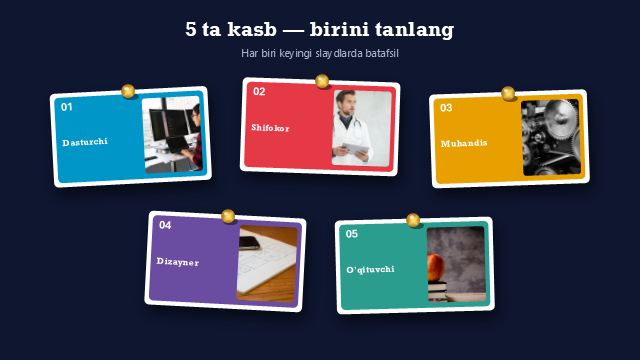 5 ta kasb — birini tanlang
Har biri keyingi slaydlarda batafsil
01
Dasturchi
02
Shifokor
03
Muhandis
04
Dizayner
05
O'qituvchi